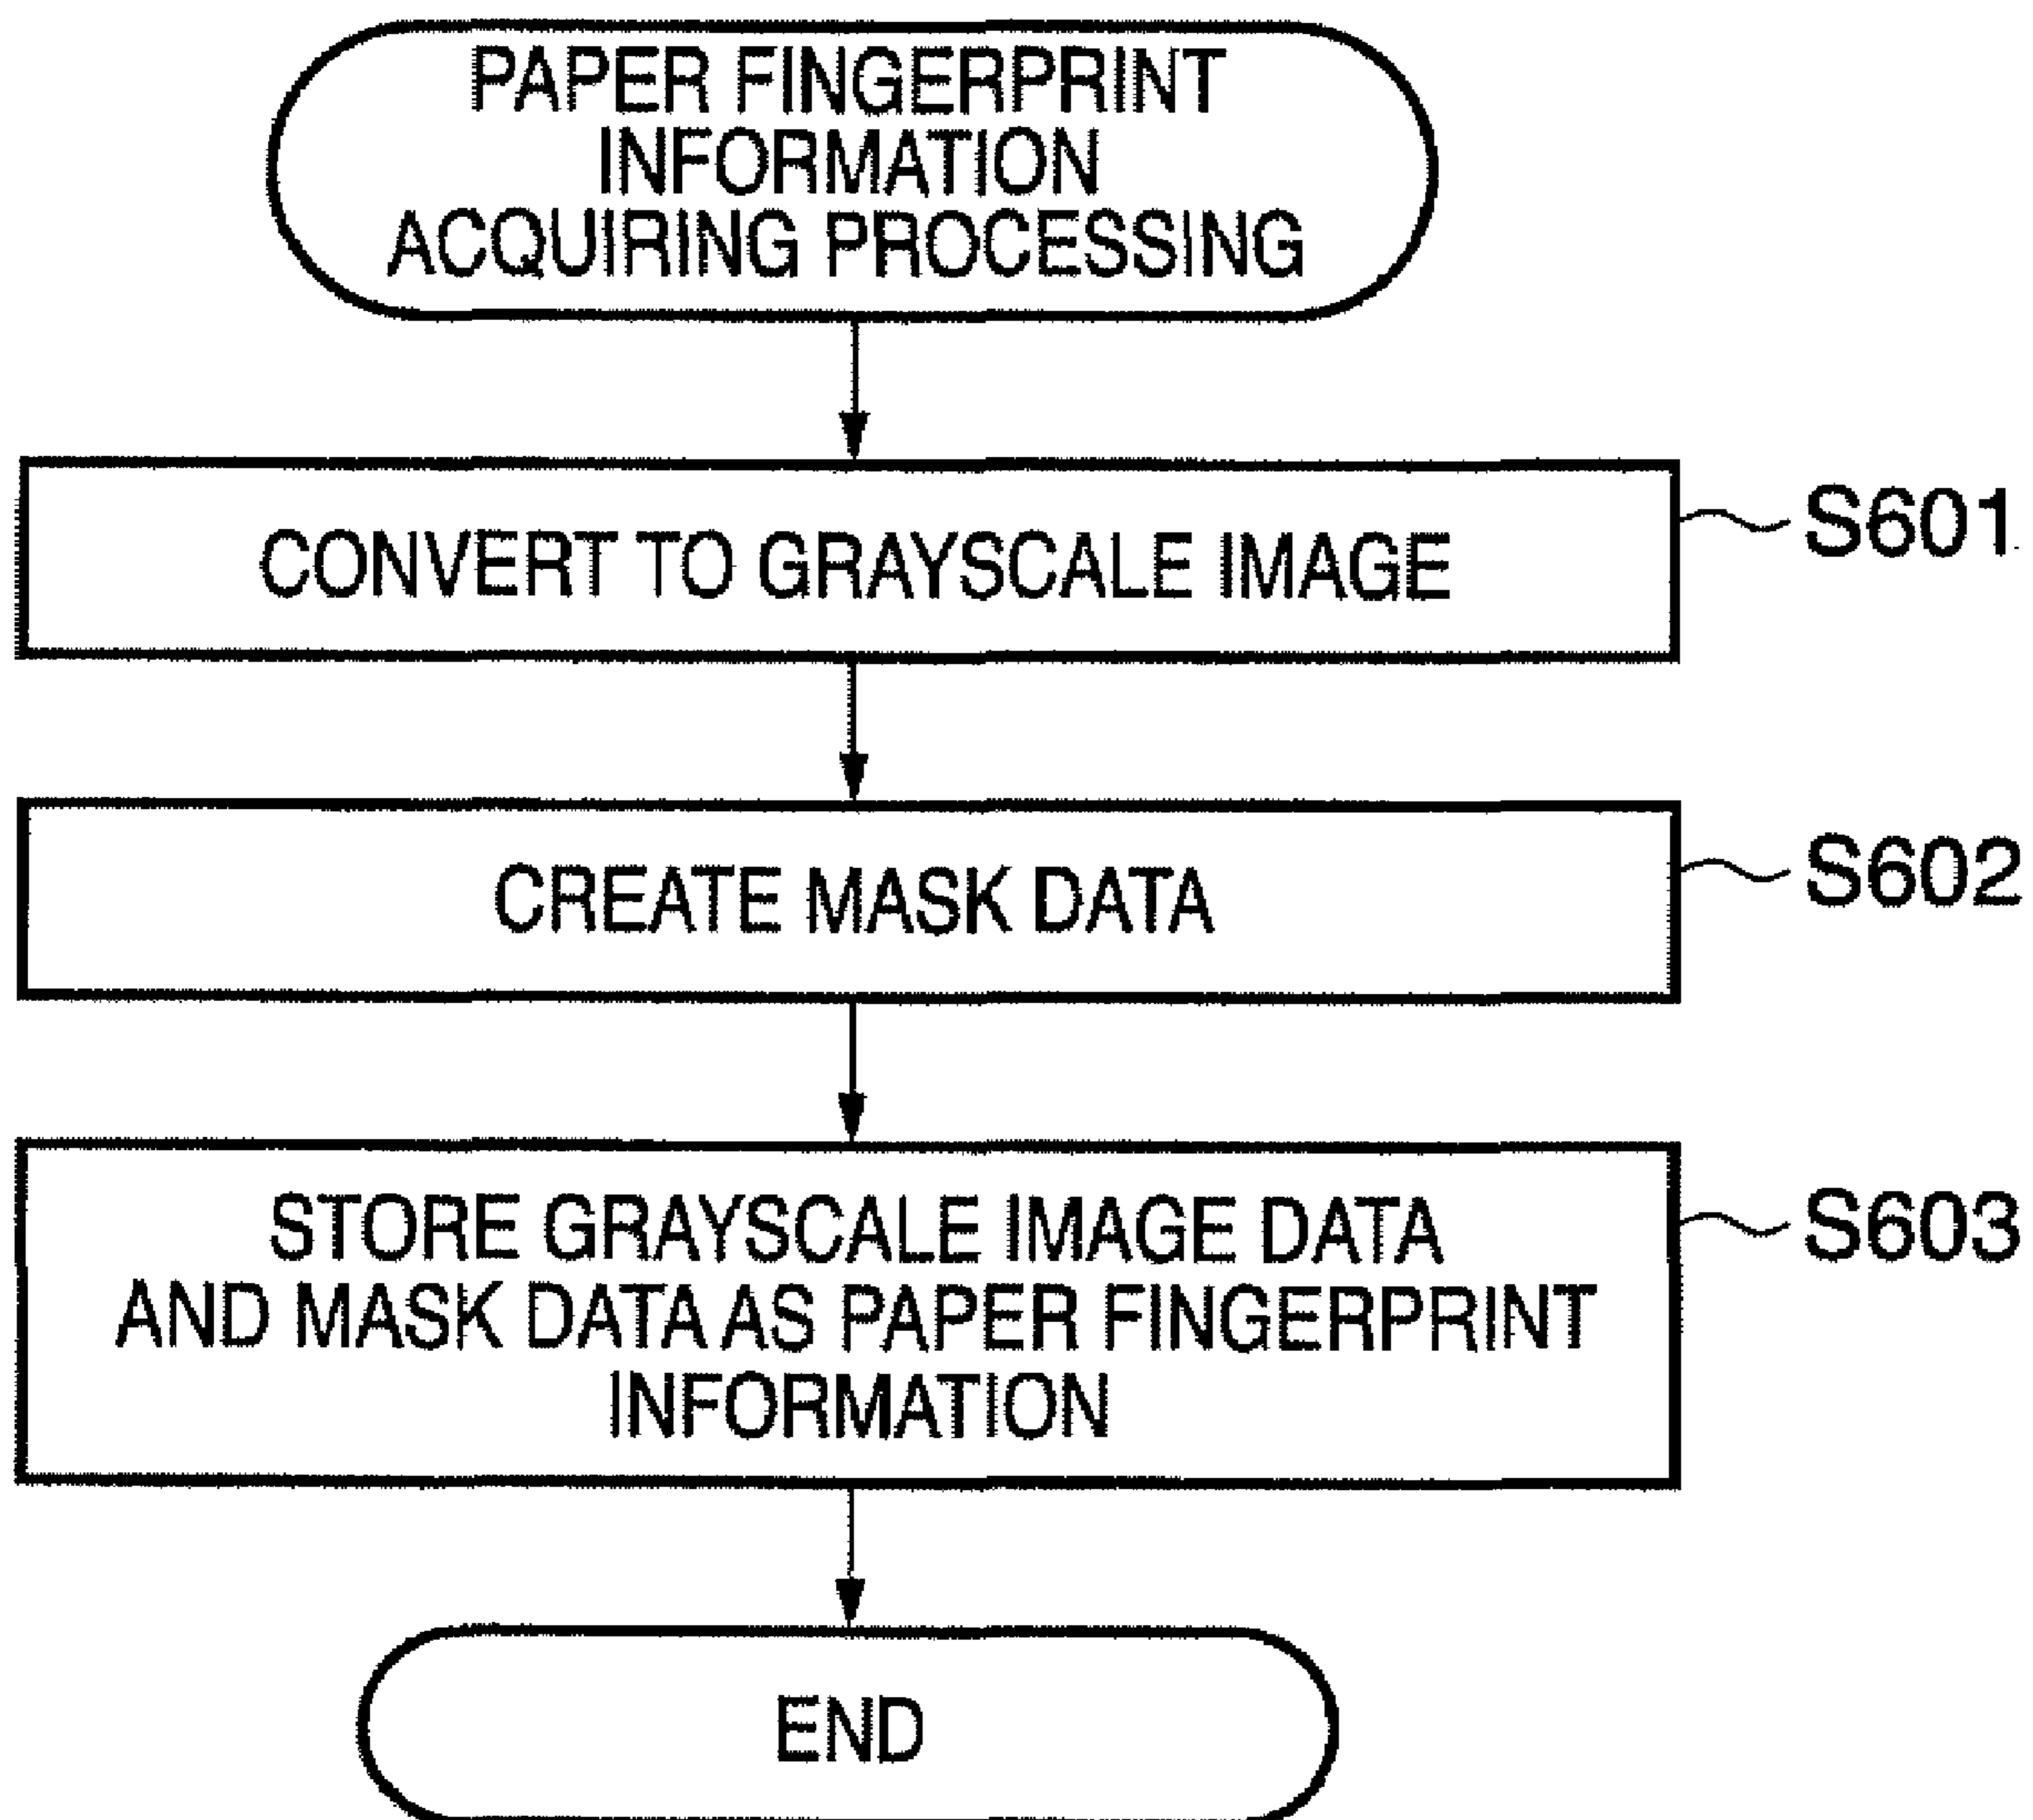 PAPER FINGERPRINT
INFORMATION
ACQUIRING PROCESSING
CONVERT TO GRAYSCALE IMAGE
S601
CREATE MASK DATA
S602
STORE GRAYSCALE IMAGE DATA
AND MASK DATA AS PAPER FINGERPRINT
INFORMATION
S603
END